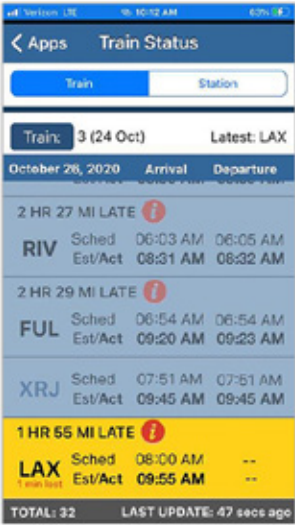 Verizon LTE 10:12 AM 63%
Apps Train Status
Train Station
Train: 3 (24 Oct) Latest: LAX
October 26, 2020 Arrival Departure
2 HR 27 MI LATE i
RIV Sched 06:03 AM 06:05 AM
Est/Act 08:31 AM 08:32 AM
2 HR 29 MI LATE i
FUL Sched 06:54 AM 06:54 AM
Est/Act 09:20 AM 09:23 AM
XRJ Sched 07:51 AM 07:51 AM
Est/Act 09:45 AM 09:45 AM
1 HR 55 MI LATE i
LAX Sched 08:00 AM --
1 min lost Est/Act 09:55 AM --
TOTAL: 32 LAST UPDATE: 47 secs ago